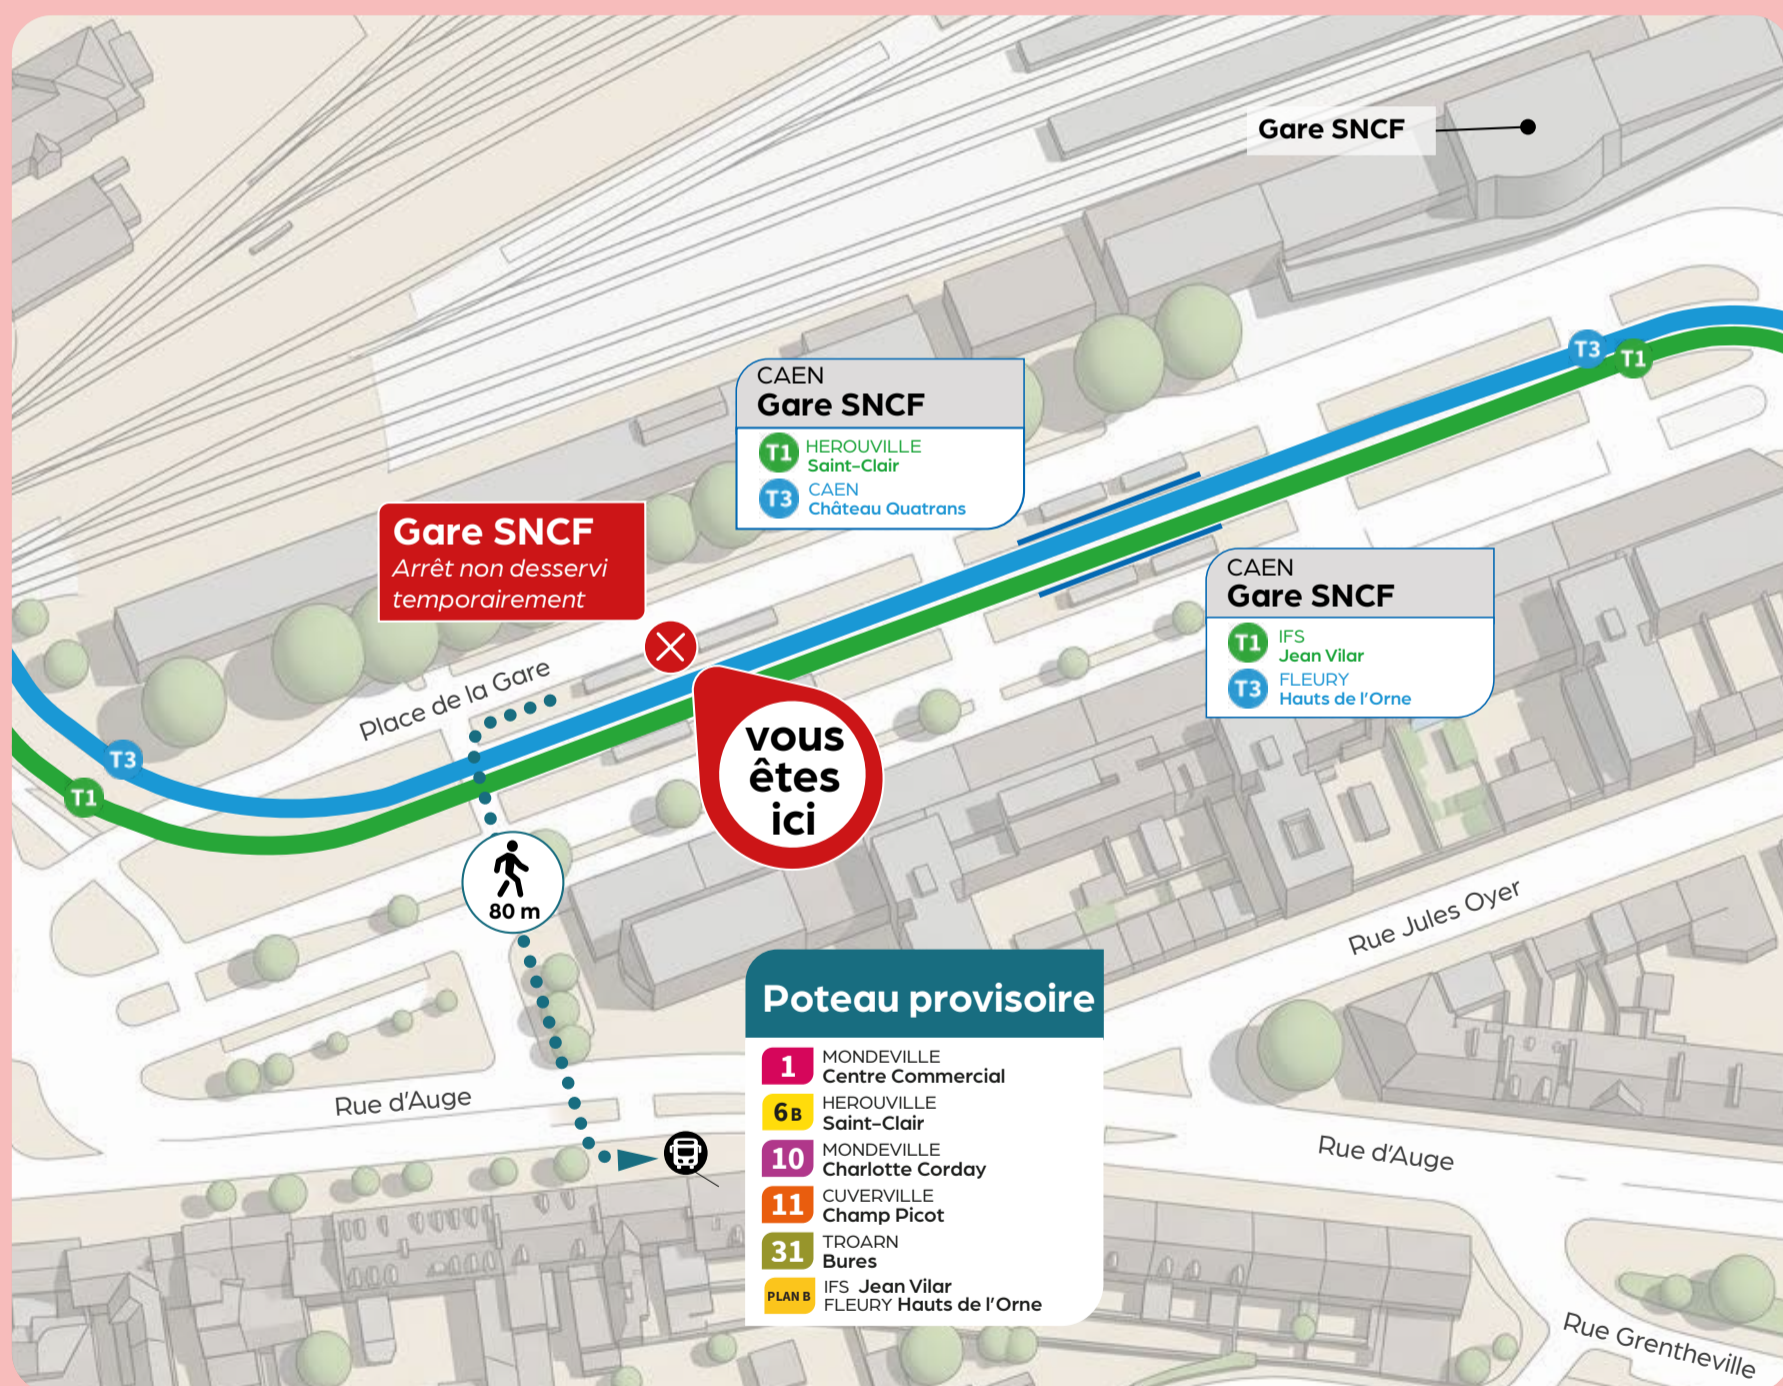 Gare SNCF
T3
T1
CAEN
Gare SNCF
T1 HEROUVILLE
Saint-Clair
T3 CAEN
Château Quatrans
Gare SNCF
Arrêt non desservi
temporairement
CAEN
Gare SNCF
T1 IFS
Jean Vilar
T3 FLEURY
Hauts de l'Orne
Place de la Gare
T3
T1
vous
êtes
ici
80 m
Rue Jules Oyer
Poteau provisoire
1 MONDEVILLE
Centre Commercial
6B HEROUVILLE
Saint-Clair
10 MONDEVILLE
Charlotte Corday
11 CUVERVILLE
Champ Picot
31 TROARN
Bures
PLAN B IFS Jean Vilar
FLEURY Hauts de l'Orne
Rue d'Auge
Rue d'Auge
Rue Grentheville